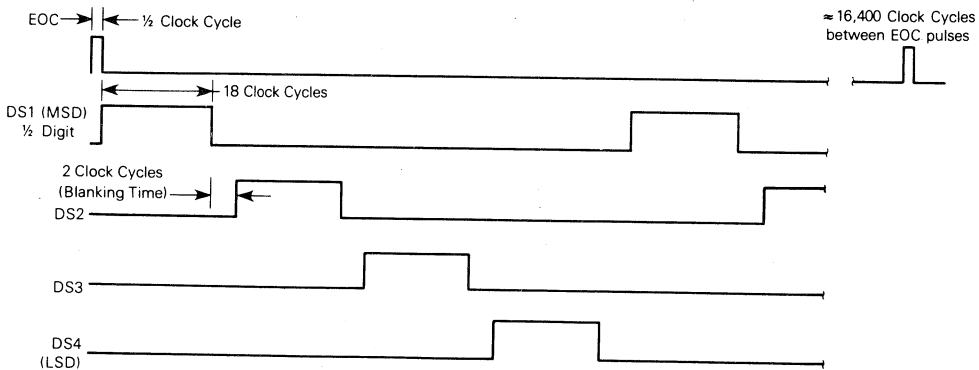 EOC
½ Clock Cycle
≈ 16,400 Clock Cycles
between EOC pulses
18 Clock Cycles
DS1 (MSD)
½ Digit
2 Clock Cycles
(Blanking Time)
DS2
DS3
DS4
(LSD)